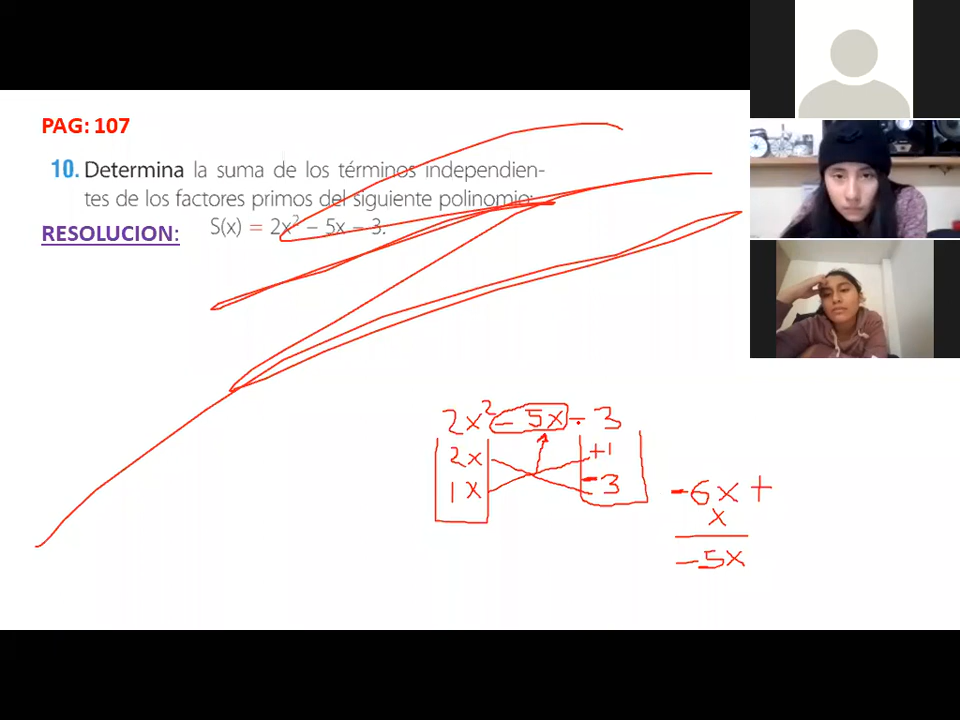 PAG: 107
10. Determina la suma de los términos independien-
tes de los factores primos del siguiente polinomio:
RESOLUCION: S(x) = 2x² − 5x − 3.
2x² − 5x − 3
2x +1
1x −3
-6x +
x
-5x